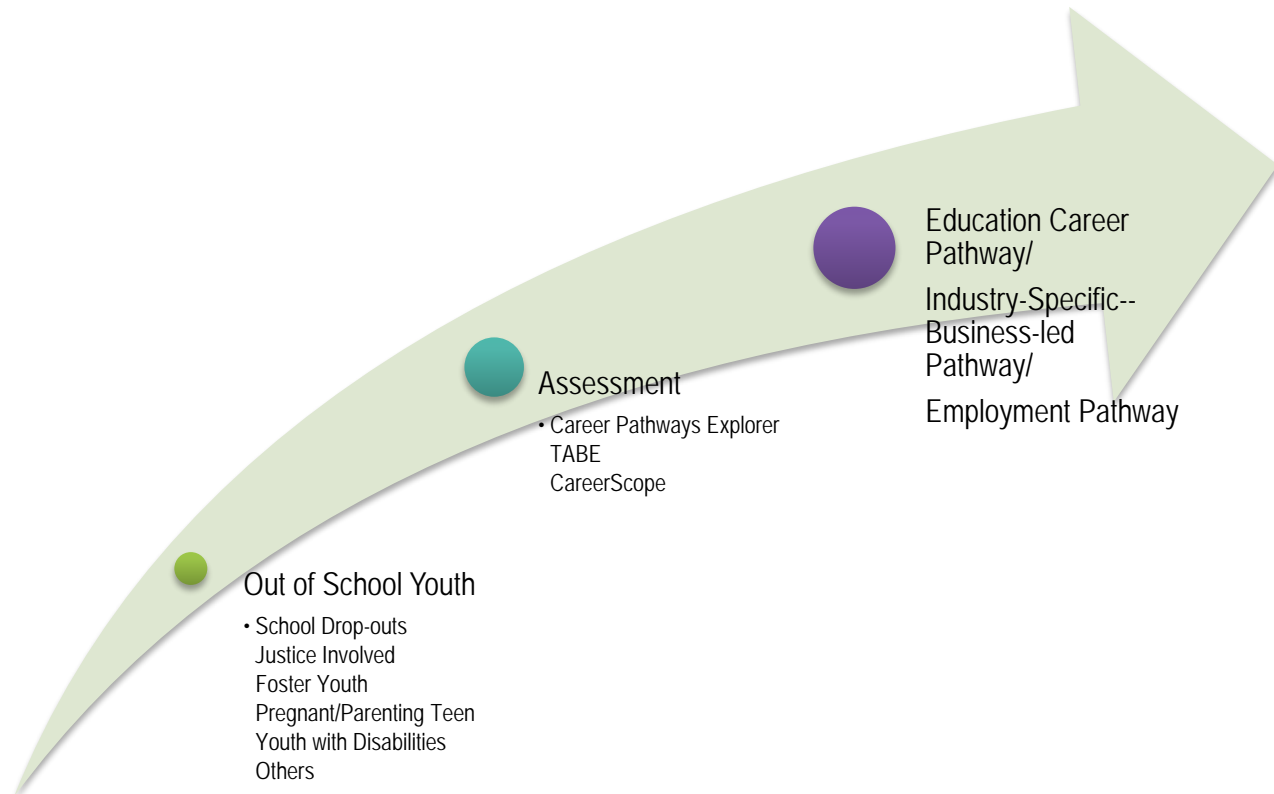 Education Career
Pathway/
Industry-Specific--
Business-led
Pathway/
Employment Pathway
Assessment
• Career Pathways Explorer
TABE
CareerScope
Out of School Youth
• School Drop-outs
Justice Involved
Foster Youth
Pregnant/Parenting Teen
Youth with Disabilities
Others